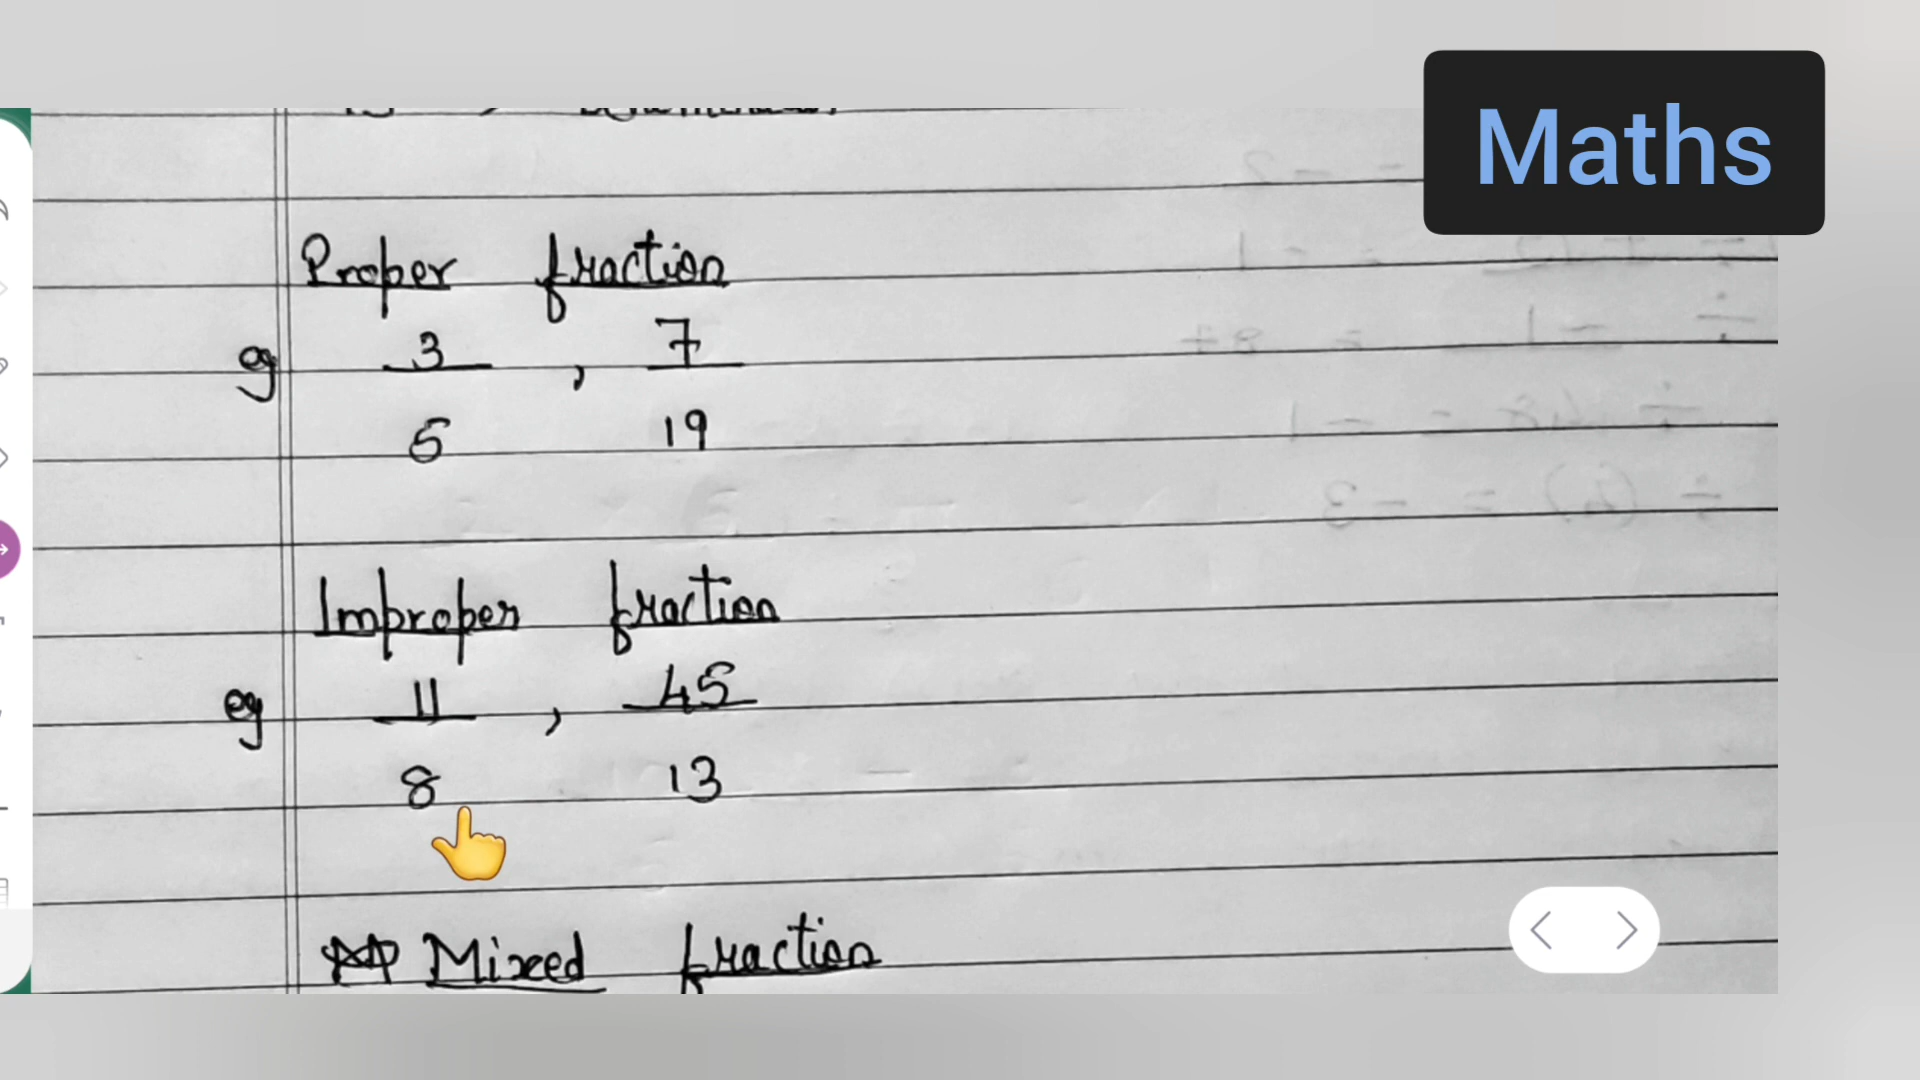 Maths
Proper fraction
eg 3 , 7
5 19
Improper fraction
eg 11 , 45
8 13
Mixed fraction